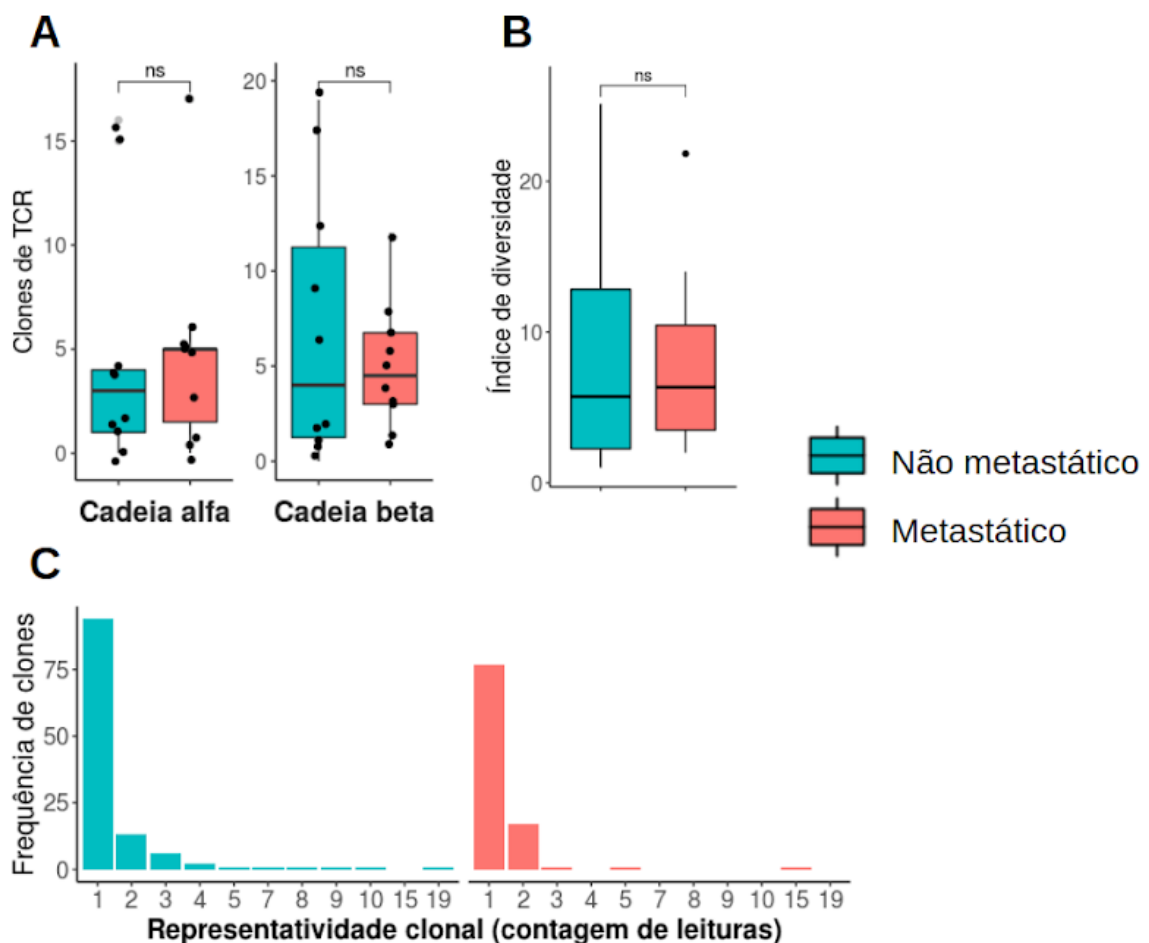 A
B
ns
ns
ns
Clones de TCR
15
10
5
0
20
15
10
5
0
Cadeia alfa
Cadeia beta
Índice de diversidade
20
10
0
Não metastático
Metastático
C
Frequência de clones
75
50
25
0
1 2 3 4 5 7 8 9 10 15 19
1 2 3 4 5 7 8 9 10 15 19
Representatividade clonal (contagem de leituras)